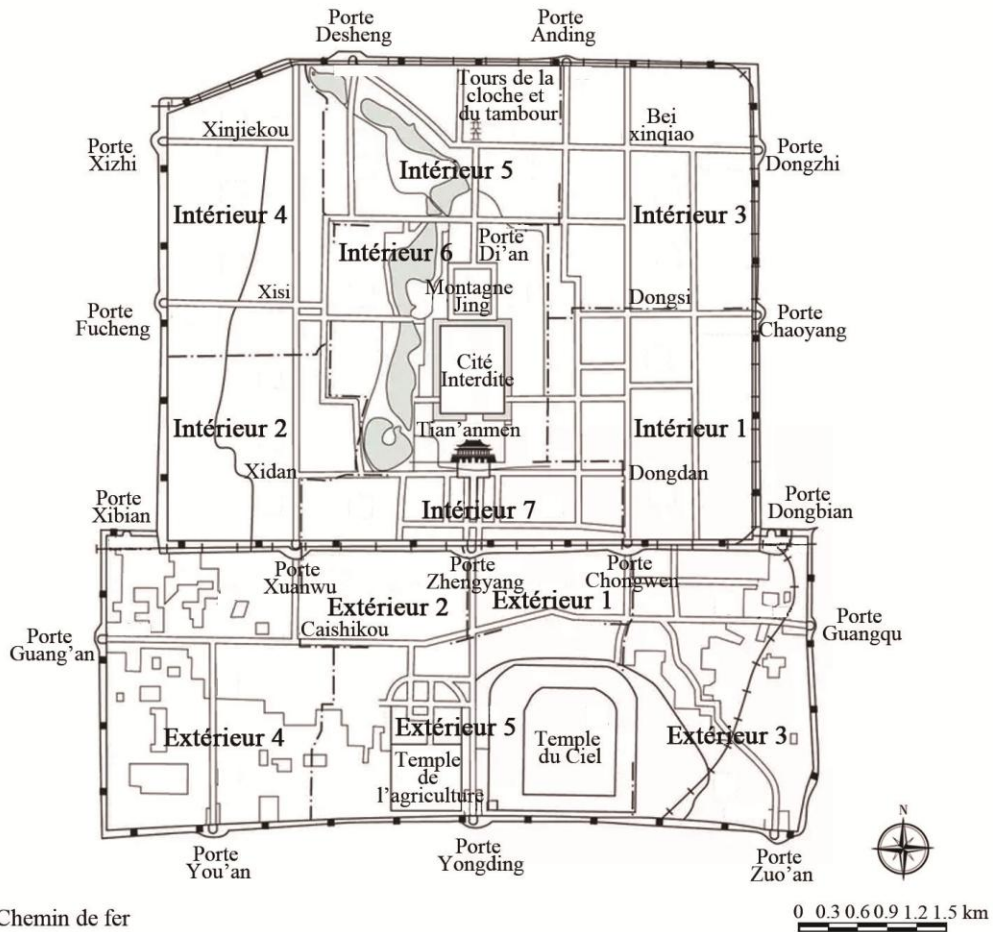 Porte
Desheng
Porte
Anding
Tours de la
cloche et
du tambour
Xinjiekou
Bei
xinqiao
Porte
Xizhi
Porte
Dongzhi
Intérieur 5
Intérieur 4
Intérieur 3
Intérieur 6
Porte
Di'an
Montagne
Jing
Xisi
Dongsi
Porte
Fucheng
Porte
Chaoyang
Cité
Interdite
Intérieur 2
Tian'anmen
Intérieur 1
Xidan
Dongdan
Porte
Xibian
Intérieur 7
Porte
Dongbian
Porte
Xuanwu
Porte
Zhengyang
Porte
Chongwen
Extérieur 2
Extérieur 1
Caishikou
Porte
Guang'an
Porte
Guangqu
Extérieur 4
Extérieur 5
Extérieur 3
Temple
de
l'agriculture
Temple
du Ciel
Porte
You'an
Porte
Yongding
Porte
Zuo'an
N
Chemin de fer
0 0.3 0.6 0.9 1.2 1.5 km